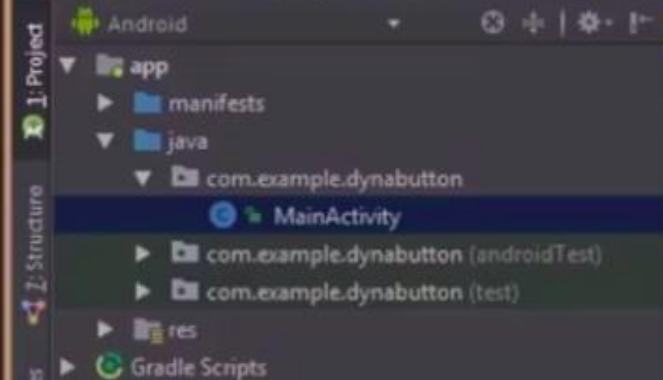 Android
1: Project
app
manifests
java
com.example.dynabutton
MainActivity
com.example.dynabutton (androidTest)
com.example.dynabutton (test)
res
Gradle Scripts
Z: Structure